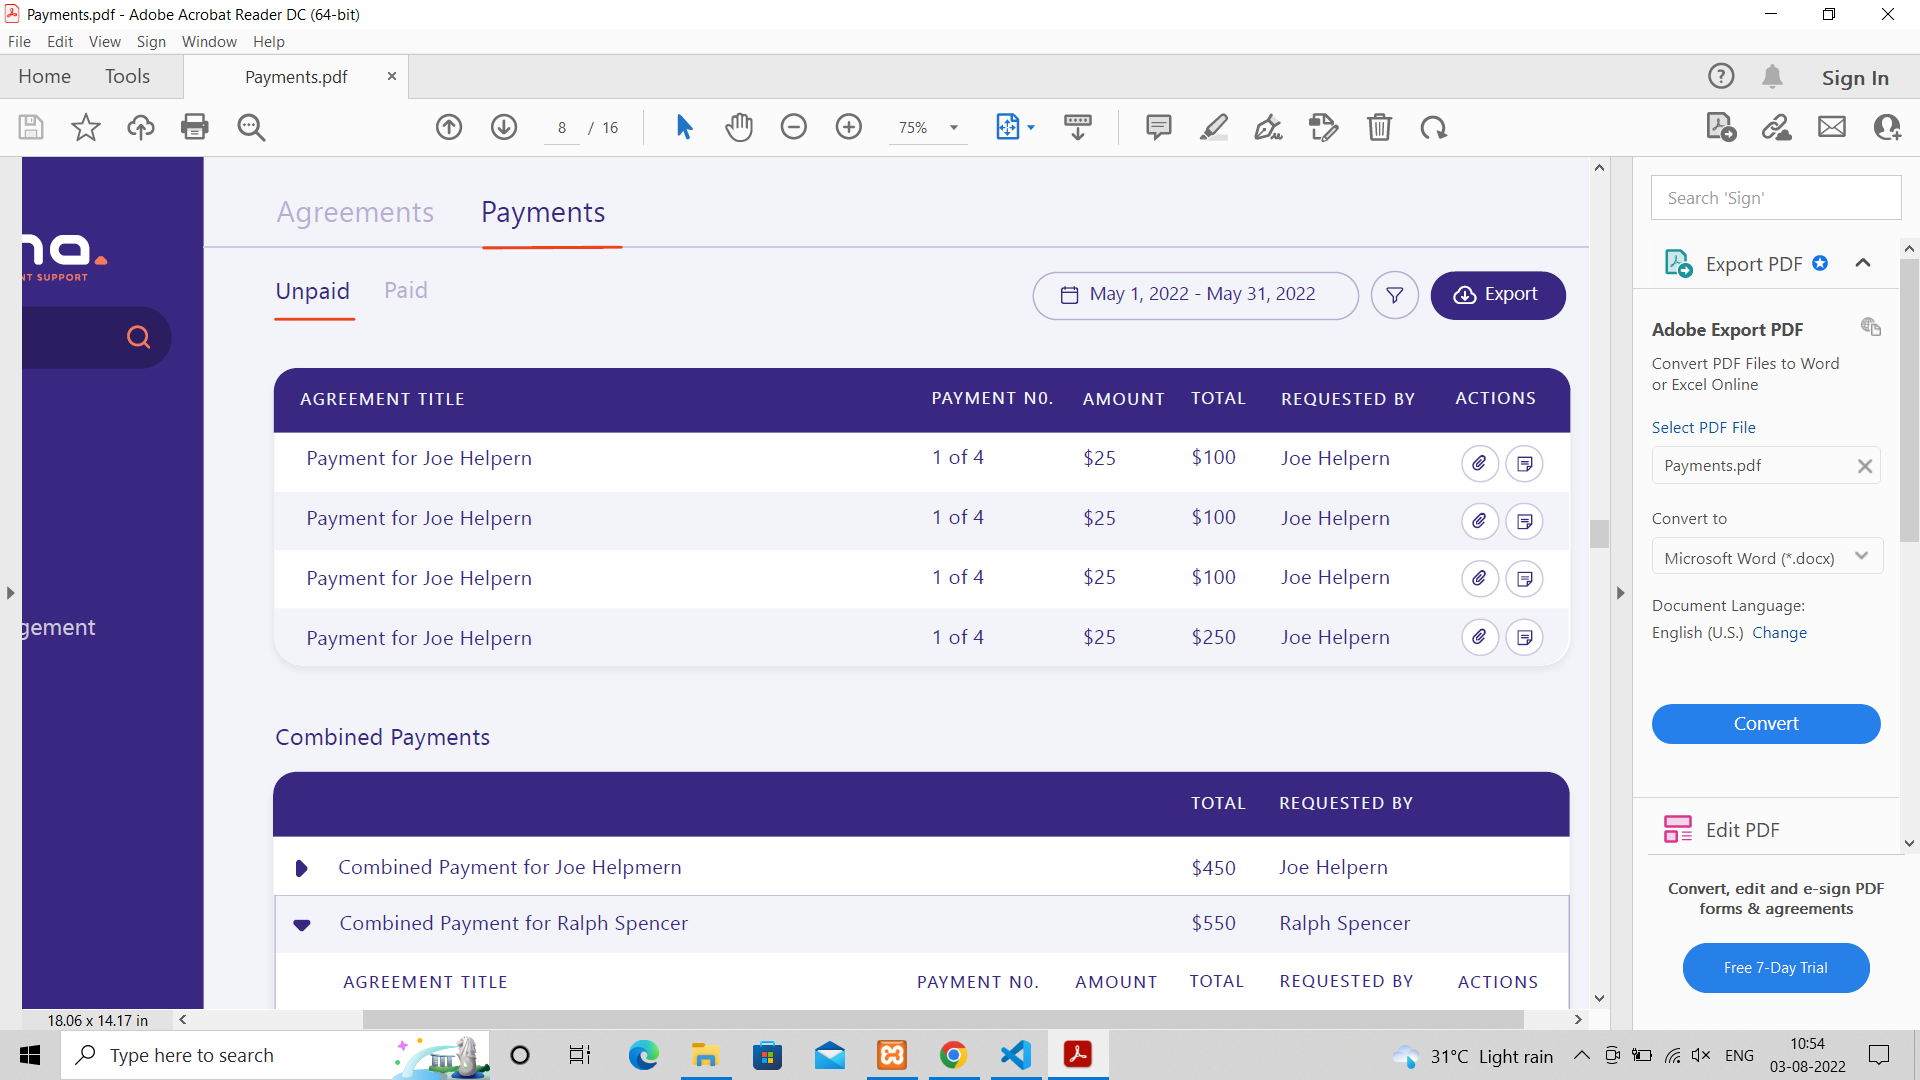 Payments.pdf - Adobe Acrobat Reader DC (64-bit)
File Edit View Sign Window Help
Home Tools Payments.pdf Sign In
8 / 16 75%
na.
NT SUPPORT
gement
Agreements Payments
Unpaid Paid
May 1, 2022 - May 31, 2022 Export
AGREEMENT TITLE PAYMENT N0. AMOUNT TOTAL REQUESTED BY ACTIONS
Payment for Joe Helpern 1 of 4 $25 $100 Joe Helpern
Payment for Joe Helpern 1 of 4 $25 $100 Joe Helpern
Payment for Joe Helpern 1 of 4 $25 $100 Joe Helpern
Payment for Joe Helpern 1 of 4 $25 $250 Joe Helpern
Combined Payments
TOTAL REQUESTED BY
Combined Payment for Joe Helpmern $450 Joe Helpern
Combined Payment for Ralph Spencer $550 Ralph Spencer
AGREEMENT TITLE PAYMENT N0. AMOUNT TOTAL REQUESTED BY ACTIONS
18.06 x 14.17 in
Search 'Sign'
Export PDF
Adobe Export PDF
Convert PDF Files to Word
or Excel Online
Select PDF File
Payments.pdf
Convert to
Microsoft Word (*.docx)
Document Language:
English (U.S.) Change
Convert
Edit PDF
Convert, edit and e-sign PDF
forms & agreements
Free 7-Day Trial
Type here to search
31°C Light rain ENG
10:54
03-08-2022